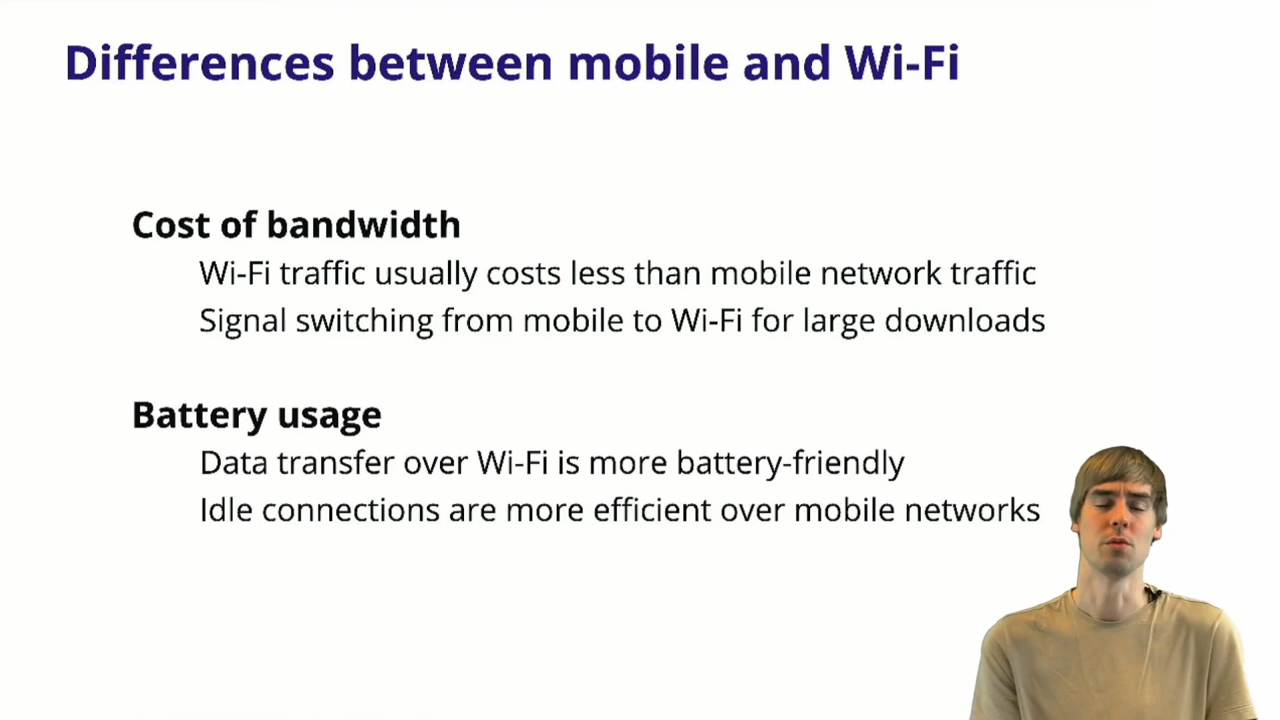 Differences between mobile and Wi-Fi
Cost of bandwidth
Wi-Fi traffic usually costs less than mobile network traffic
Signal switching from mobile to Wi-Fi for large downloads
Battery usage
Data transfer over Wi-Fi is more battery-friendly
Idle connections are more efficient over mobile networks